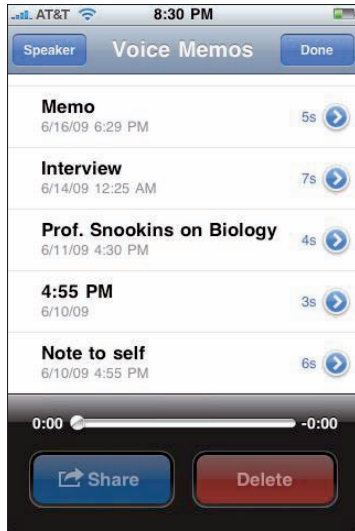 AT&T 8:30 PM
Speaker Voice Memos Done
Memo
6/16/09 6:29 PM 5s
Interview
6/14/09 12:25 AM 7s
Prof. Snookins on Biology
6/11/09 4:30 PM 4s
4:55 PM
6/10/09 3s
Note to self
6/10/09 4:55 PM 6s
0:00 -0:00
Share Delete